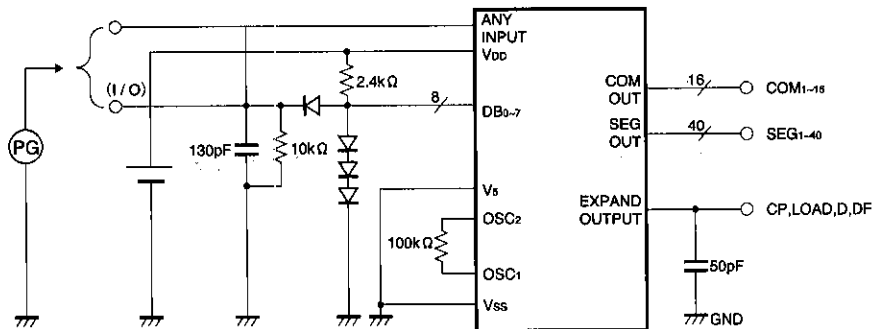 ANY
INPUT
VDD
2.4kΩ
(I/O)
8
DB0~7
PG
130pF
10kΩ
V5
OSC2
100kΩ
OSC1
VSS
COM
OUT
16
COM1~16
SEG
OUT
40
SEG1~40
EXPAND
OUTPUT
CP,LOAD,D,DF
50pF
GND